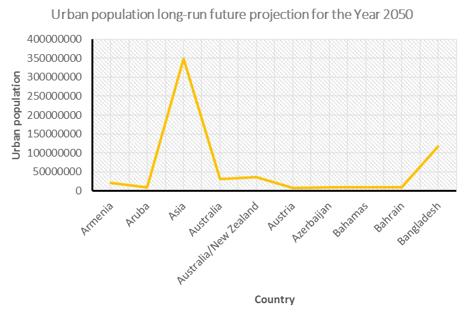 Urban population long-run future projection for the Year 2050
400000000
350000000
300000000
250000000
200000000
150000000
100000000
50000000
0
Urban population
Armenia
Aruba
Asia
Australia
Australia/New Zealand
Austria
Azerbaijan
Bahamas
Bahrain
Bangladesh
Country